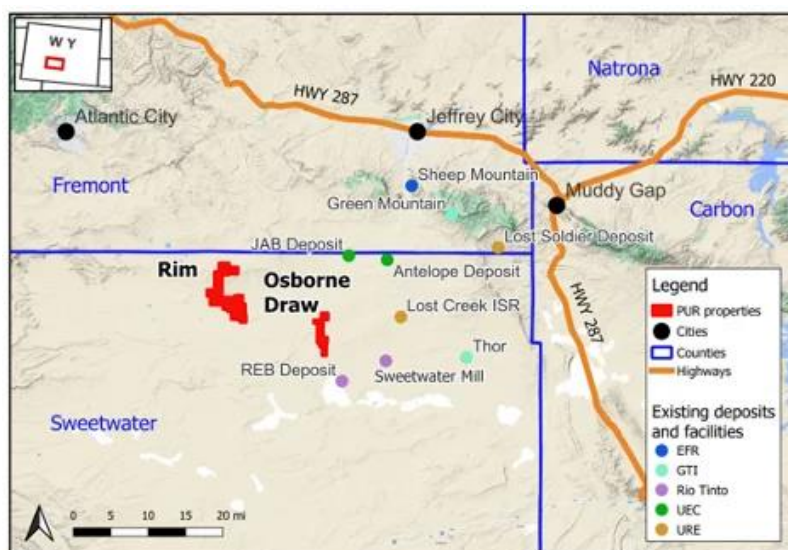 WY
Natrona
HWY 220
HWY 287
Atlantic City
Jeffrey City
Sheep Mountain
Fremont
Green Mountain
Muddy Gap
Carbon
JAB Deposit
Lost Soldier Deposit
Rim
Osborne
Draw
Antelope Deposit
Lost Creek ISR
HWY 287
Thor
REB Deposit
Sweetwater Mill
Sweetwater
Legend
PUR properties
Cities
Counties
Highways
Existing deposits
and facilities
EFR
GTI
Rio Tinto
UEC
URE
0 5 10 15 20 mi